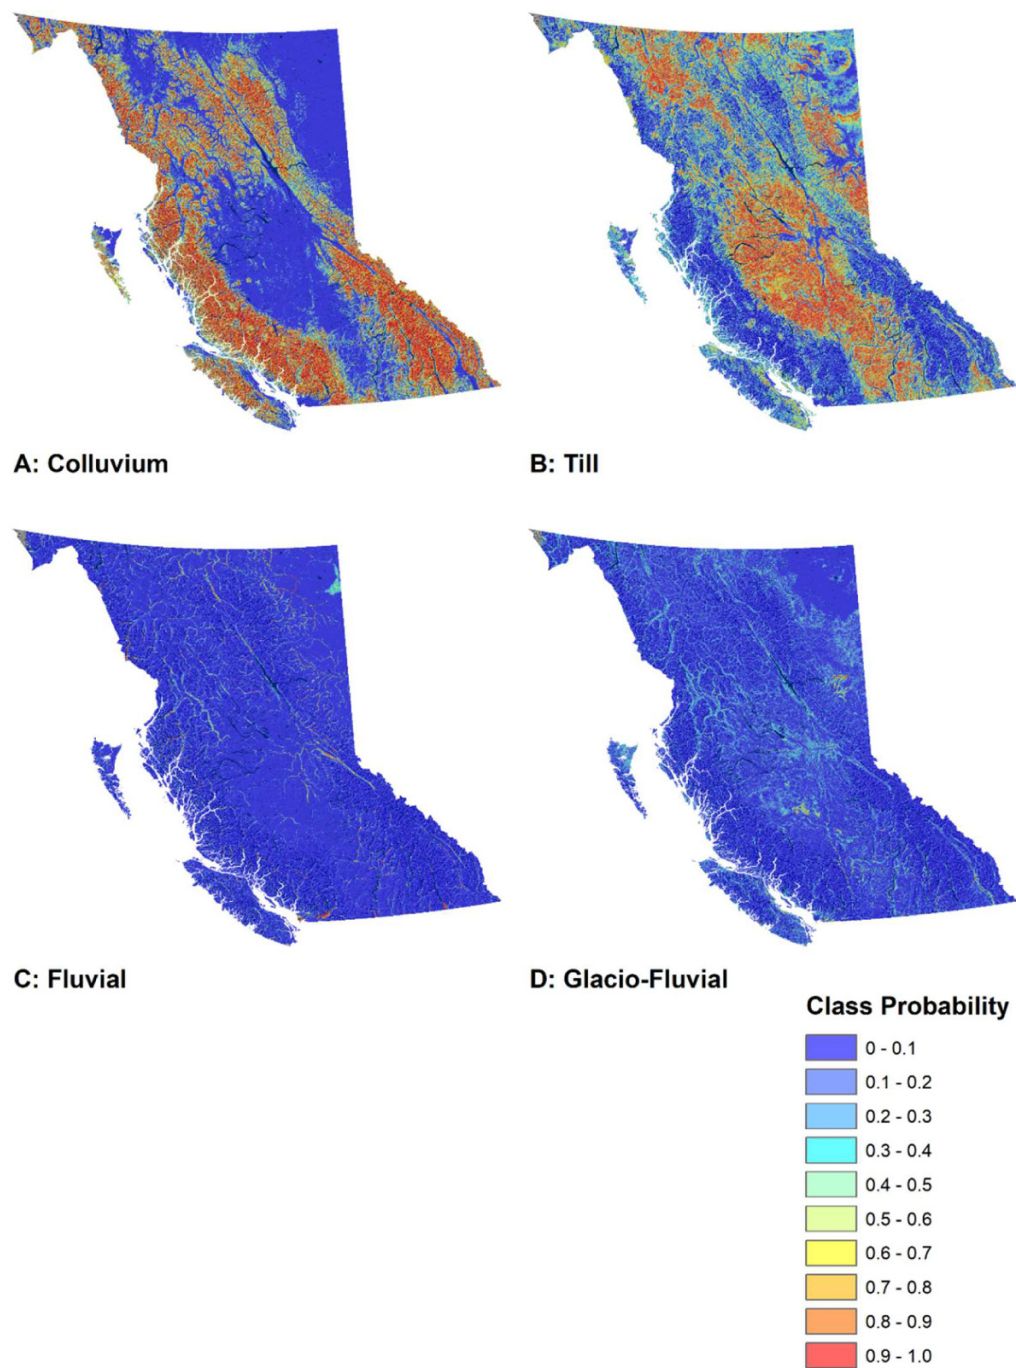 A: Colluvium
B: Till
C: Fluvial
D: Glacio-Fluvial
Class Probability
0 - 0.1
0.1 - 0.2
0.2 - 0.3
0.3 - 0.4
0.4 - 0.5
0.5 - 0.6
0.6 - 0.7
0.7 - 0.8
0.8 - 0.9
0.9 - 1.0